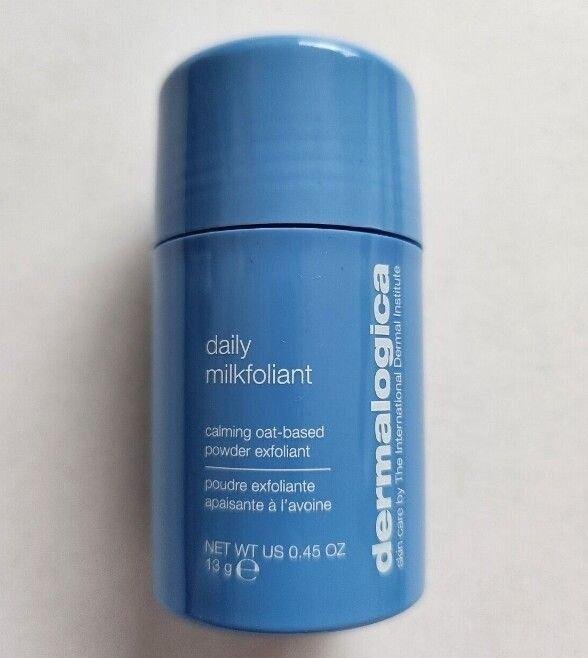 daily
milkfoliant
calming oat-based
powder exfoliant
poudre exfoliante
apaisante à l'avoine
NET WT US 0.45 OZ
13 g ℮
dermalogica
skin care by The International Dermal Institute